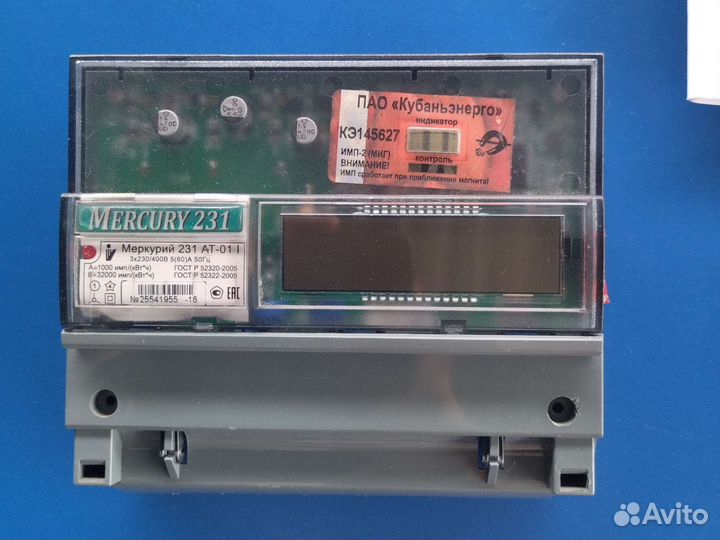 ПАО «Кубаньэнерго»
индикатор
КЭ145627
ИМП-2 (МИГ)
контроль
ВНИМАНИЕ!
ИМП сработает при приближении магнита!
MERCURY 231
Меркурий 231 АТ-01 I
3x230/400В 5(60)А 50Гц
А=1000 имп/(кВт*ч) ГОСТ Р 52320-2005
В=32000 имп/(кВт*ч) ГОСТ Р 52322-2005
№25541955 -16
EAC
Avito